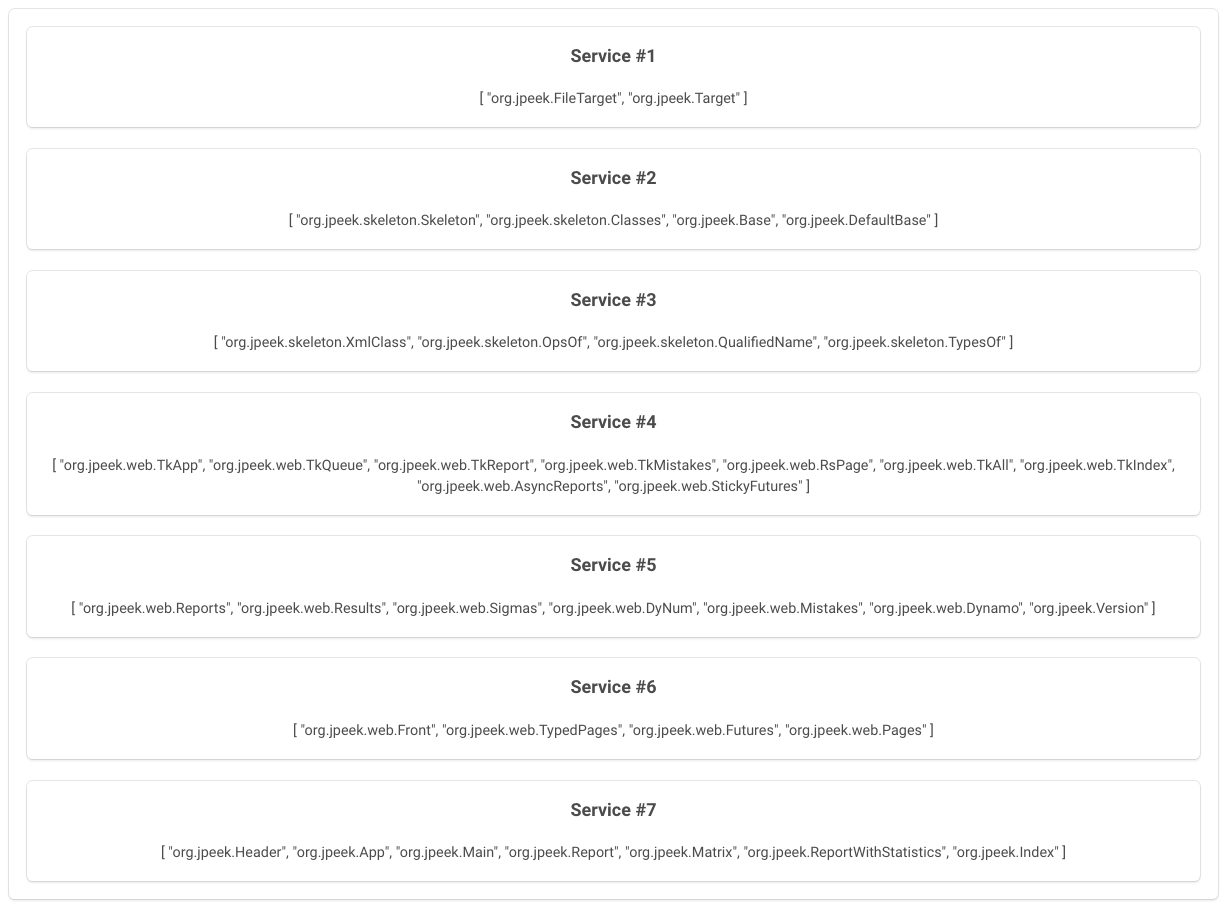 Service #1
[ "org.jpeek.FileTarget", "org.jpeek.Target" ]
Service #2
[ "org.jpeek.skeleton.Skeleton", "org.jpeek.skeleton.Classes", "org.jpeek.Base", "org.jpeek.DefaultBase" ]
Service #3
[ "org.jpeek.skeleton.XmlClass", "org.jpeek.skeleton.OpsOf", "org.jpeek.skeleton.QualifiedName", "org.jpeek.skeleton.TypesOf" ]
Service #4
[ "org.jpeek.web.TkApp", "org.jpeek.web.TkQueue", "org.jpeek.web.TkReport", "org.jpeek.web.TkMistakes", "org.jpeek.web.RsPage", "org.jpeek.web.TkAll", "org.jpeek.web.TkIndex",
"org.jpeek.web.AsyncReports", "org.jpeek.web.StickyFutures" ]
Service #5
[ "org.jpeek.web.Reports", "org.jpeek.web.Results", "org.jpeek.web.Sigmas", "org.jpeek.web.DyNum", "org.jpeek.web.Mistakes", "org.jpeek.web.Dynamo", "org.jpeek.Version" ]
Service #6
[ "org.jpeek.web.Front", "org.jpeek.web.TypedPages", "org.jpeek.web.Futures", "org.jpeek.web.Pages" ]
Service #7
[ "org.jpeek.Header", "org.jpeek.App", "org.jpeek.Main", "org.jpeek.Report", "org.jpeek.Matrix", "org.jpeek.ReportWithStatistics", "org.jpeek.Index" ]